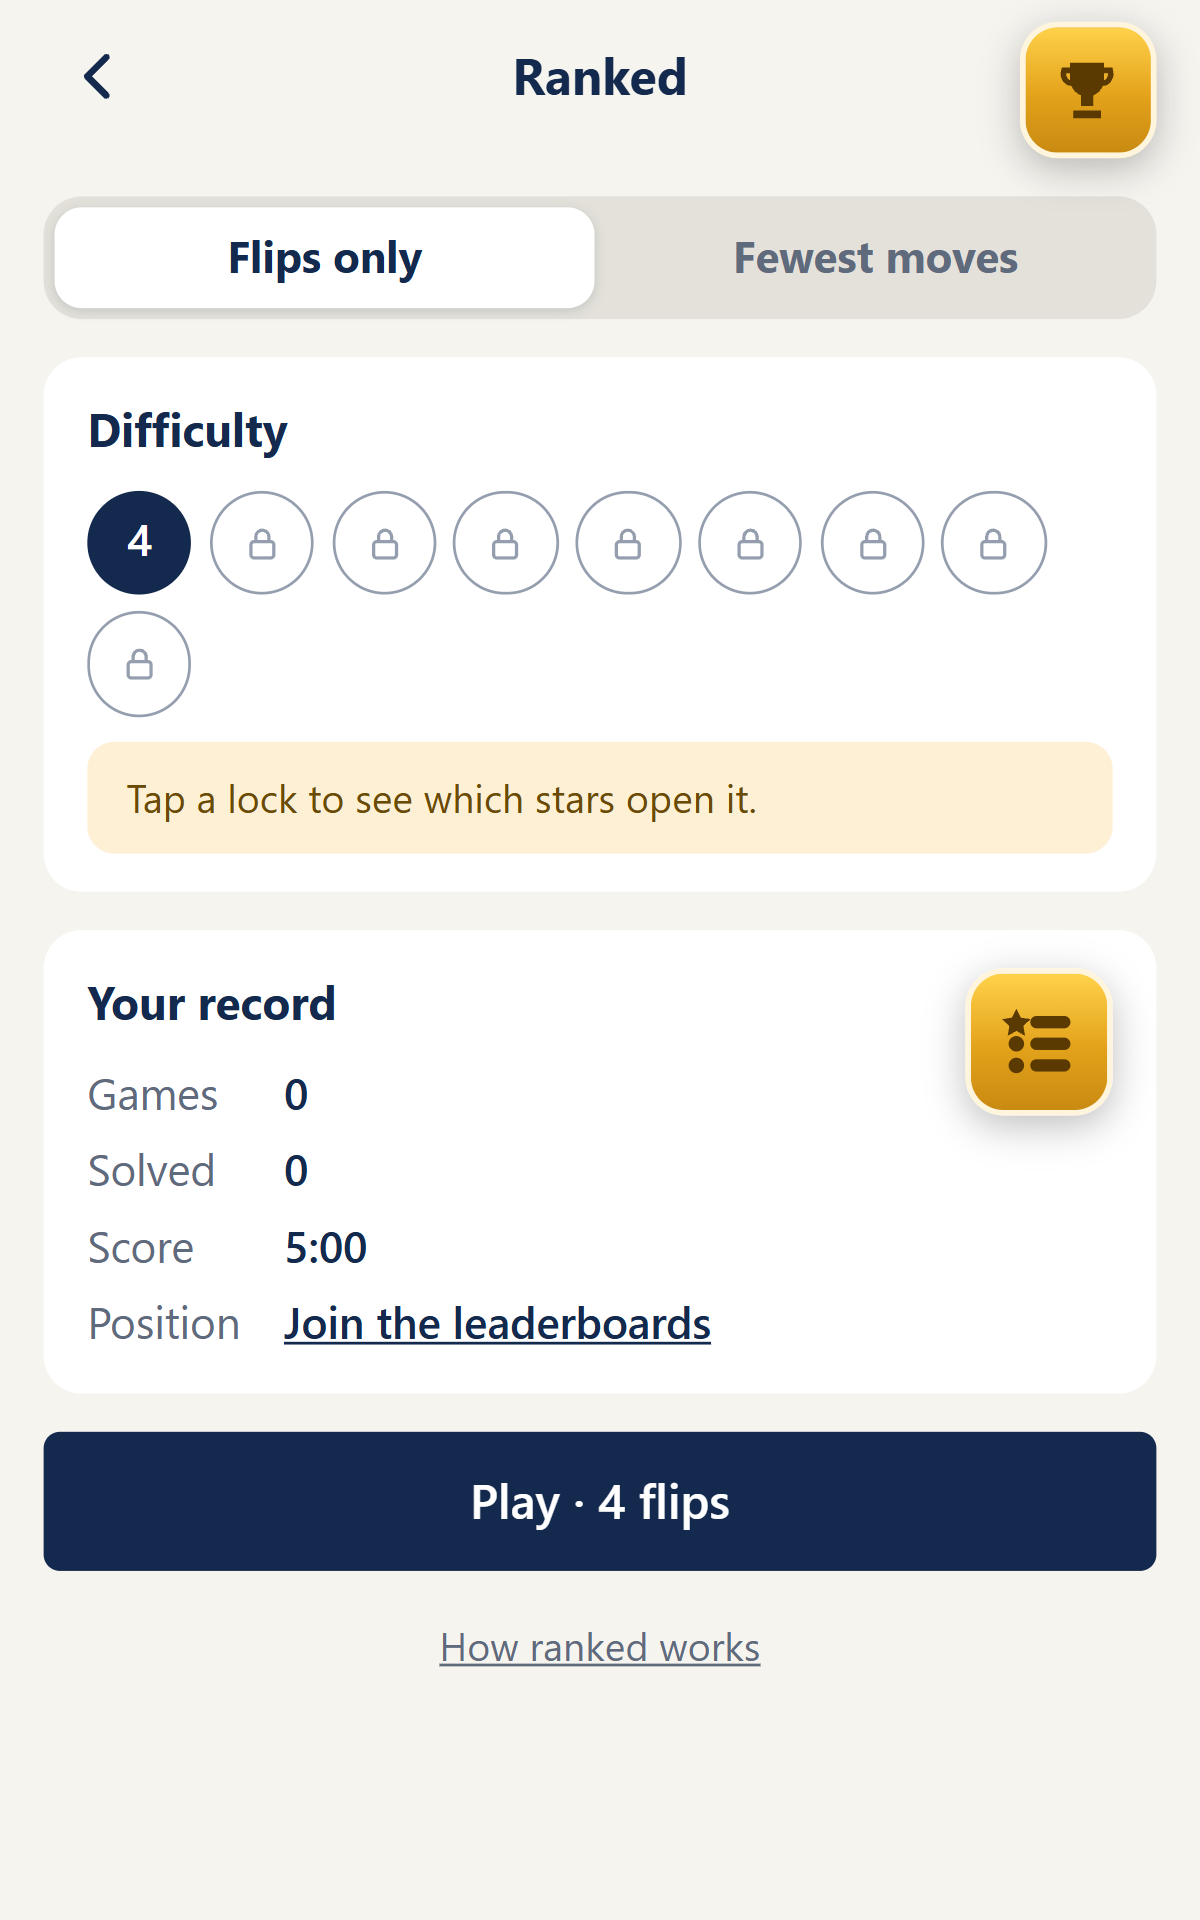 Ranked
Flips only
Fewest moves
Difficulty
4
Tap a lock to see which stars open it.
Your record
Games 0
Solved 0
Score 5:00
Position Join the leaderboards
Play · 4 flips
How ranked works